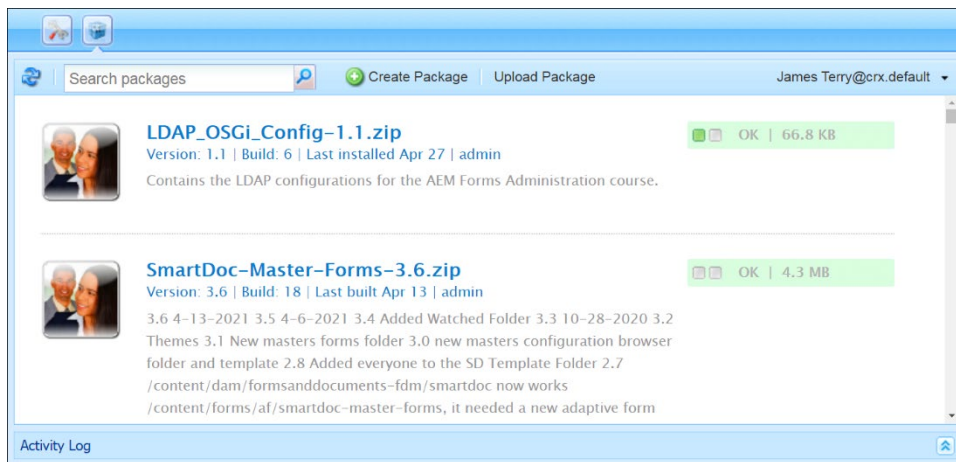 Search packages
Create Package
Upload Package
James Terry@crx.default
LDAP_OSGi_Config-1.1.zip
OK | 66.8 KB
Version: 1.1 | Build: 6 | Last installed Apr 27 | admin
Contains the LDAP configurations for the AEM Forms Administration course.
SmartDoc-Master-Forms-3.6.zip
OK | 4.3 MB
Version: 3.6 | Build: 18 | Last built Apr 13 | admin
3.6 4-13-2021 3.5 4-6-2021 3.4 Added Watched Folder 3.3 10-28-2020 3.2
Themes 3.1 New masters forms folder 3.0 new masters configuration browser
folder and template 2.8 Added everyone to the SD Template Folder 2.7
/content/dam/formsanddocuments-fdm/smartdoc now works
/content/forms/af/smartdoc-master-forms, it needed a new adaptive form
Activity Log